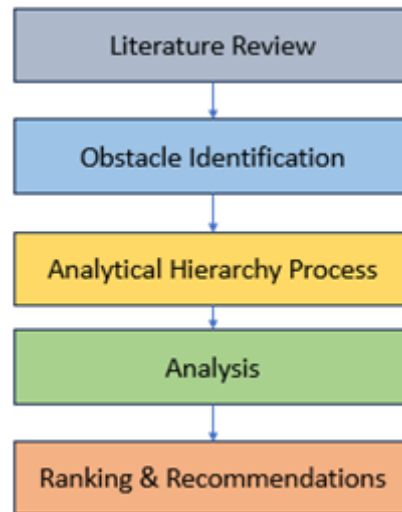 Literature Review
Obstacle Identification
Analytical Hierarchy Process
Analysis
Ranking & Recommendations